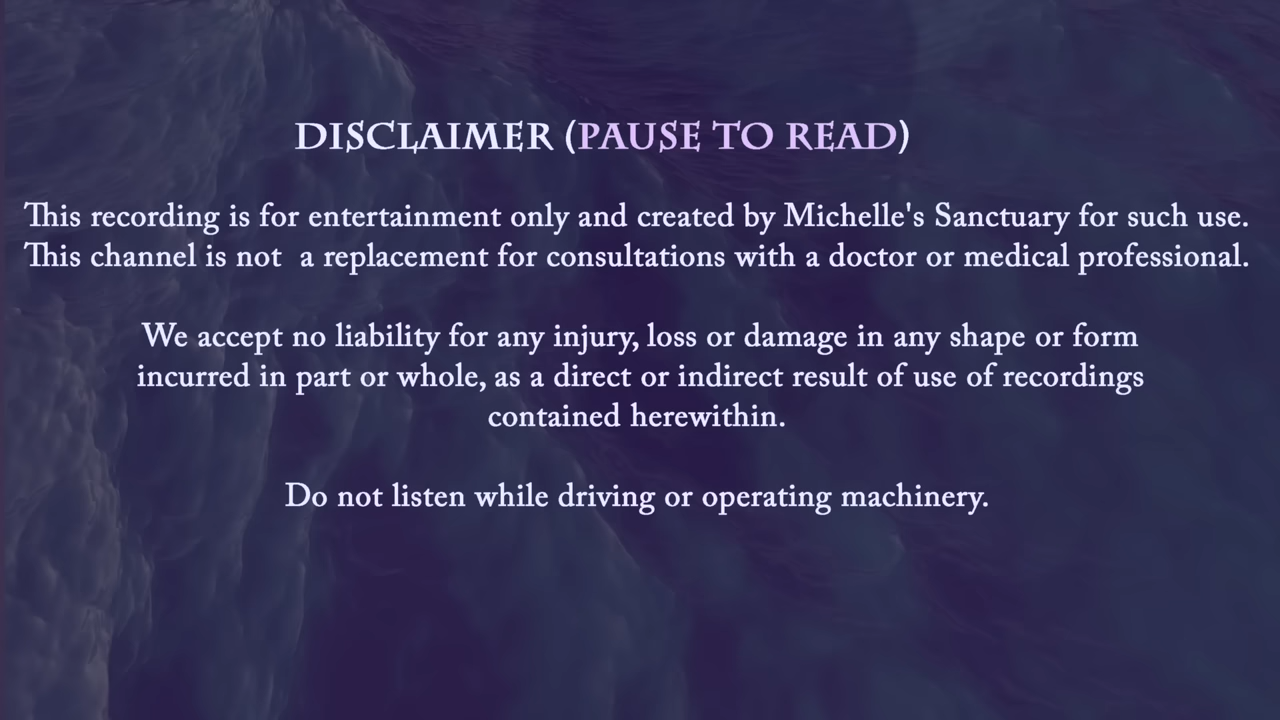 DISCLAIMER (PAUSE TO READ)
This recording is for entertainment only and created by Michelle's Sanctuary for such use.
This channel is not  a replacement for consultations with a doctor or medical professional.
We accept no liability for any injury, loss or damage in any shape or form
incurred in part or whole, as a direct or indirect result of use of recordings
contained herewithin.
Do not listen while driving or operating machinery.